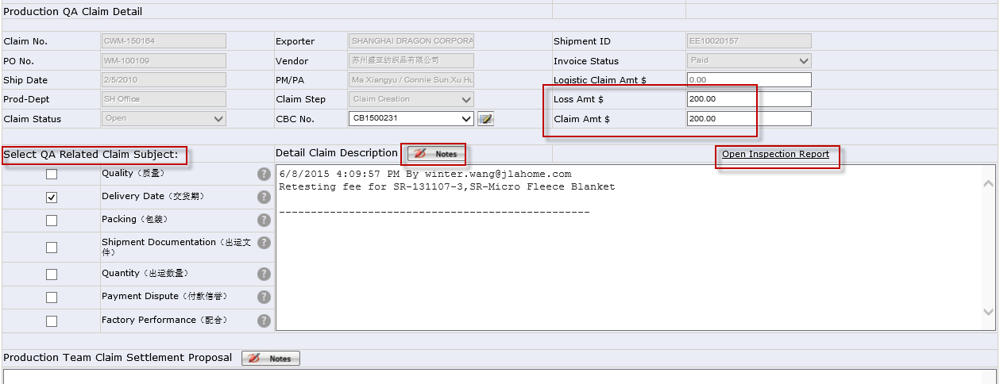 Production QA Claim Detail
Claim No. CWM-150164 Exporter SHANGHAI DRAGON CORPORA Shipment ID EE10020157
PO No. WM-100109 Vendor 苏州盛亚纺织品有限公司 Invoice Status Paid
Ship Date 2/5/2010 PM/PA Ma Xiangyu / Connie Sun,Xu Hu Logistic Claim Amt $ 0.00
Prod-Dept SH Office Claim Step Claim Creation Loss Amt $ 200.00
Claim Status Open CBC No. CB1500231 Claim Amt $ 200.00
Select QA Related Claim Subject: Detail Claim Description Notes Open Inspection Report
Quality（质量） ?
Delivery Date（交货期） ?
Packing（包装） ?
Shipment Documentation（出运文
件） ?
Quantity（出运数量） ?
Payment Dispute（付款信誉） ?
Factory Performance（配合） ?
6/8/2015 4:09:57 PM By winter.wang@jlahome.com
Retesting fee for SR-131107-3,SR-Micro Fleece Blanket
-------------------------------------------------
Production Team Claim Settlement Proposal Notes